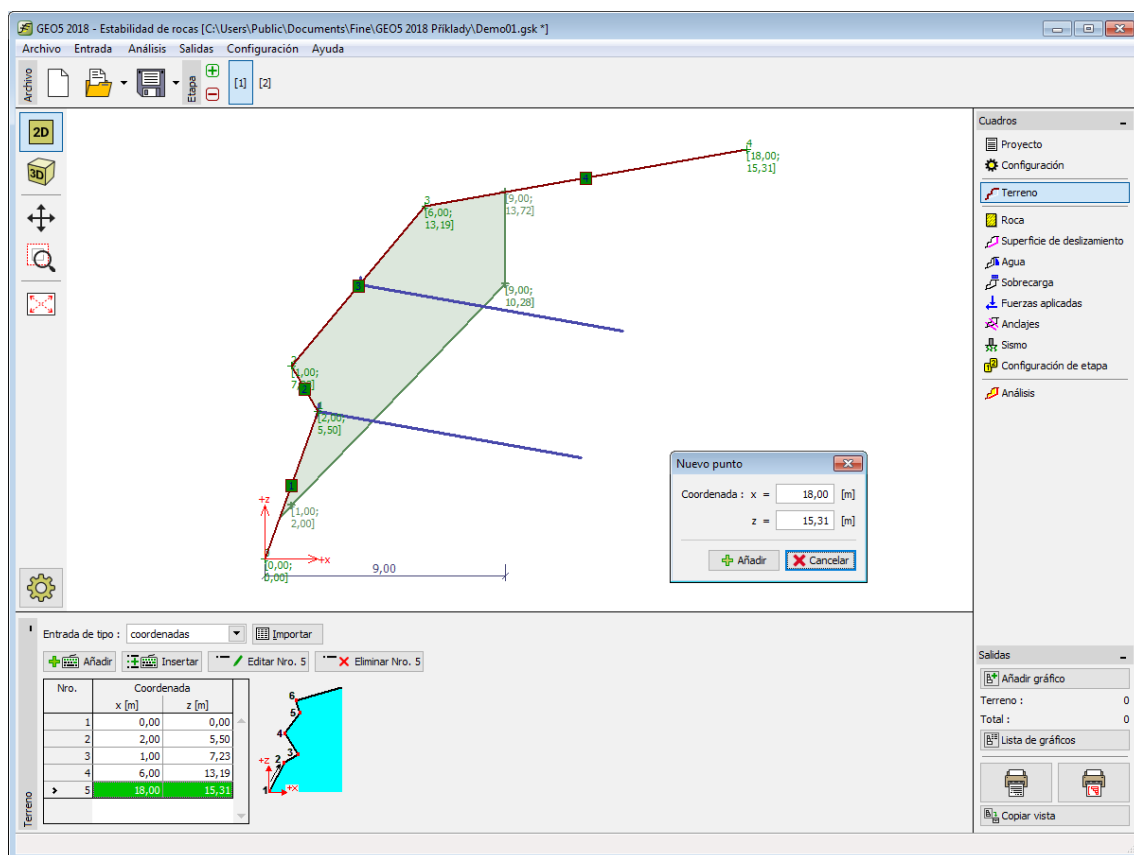 GEO5 2018 - Estabilidad de rocas [C:\Users\Public\Documents\Fine\GEO5 2018 Příklady\Demo01.gsk *]
Archivo Entrada Análisis Salidas Configuración Ayuda
Archivo
Etapa
[1] [2]
2D
3D
4
[18,00;
15,31]
4
3
[6,00;
13,19]
[9,00;
13,72]
3
[9,00;
10,28]
2
[1,00;
2
[2,00;
5,50]
1
[1,00;
2,00]
+z
+x
[0,00;
0,00]
9,00
Nuevo punto
Coordenada : x = 18,00 [m]
z = 15,31 [m]
Añadir Cancelar
Cuadros
Proyecto
Configuración
Terreno
Roca
Superficie de deslizamiento
Agua
Sobrecarga
Fuerzas aplicadas
Anclajes
Sismo
Configuración de etapa
Análisis
Terreno
Entrada de tipo : coordenadas Importar
Añadir Insertar Editar Nro. 5 Eliminar Nro. 5
Nro. Coordenada
x [m] z [m]
1 0,00 0,00
2 2,00 5,50
3 1,00 7,23
4 6,00 13,19
> 5 18,00 15,31
6
5
4
3
+z 2
1 +x
Salidas
Añadir gráfico
Terreno : 0
Total : 0
Lista de gráficos
Copiar vista